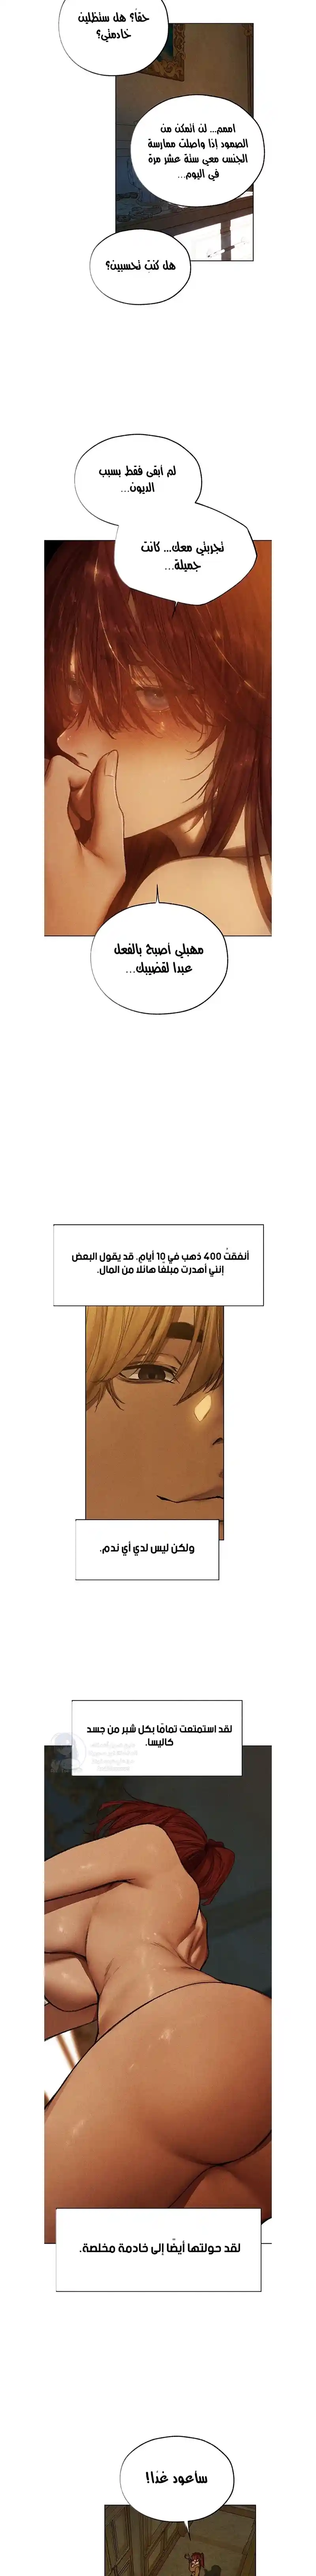 حقاً؟ هل ستظلين
خادمتي؟
اممم... لن أتمكن من
الصمود إذا واصلت ممارسة
الجنس معي ستة عشر مرة
في اليوم...
هل كنتِ تحسبين؟
لم أبقى فقط بسبب
الديون...
تجربتي معك... كانت
جميلة...
مهبلي أصبح بالفعل
عبدا لقضيبك...
أنفقتُ 400 ذهب في 10 أيام. قد يقول البعض
إنني أهدرت مبلغًا هائلا من المال.
ولكن ليس لدي أي ندم.
لقد استمتعت تمامًا بكل شبر من جسد
كاليسا.
لقد حولتها أيضًا إلى خادمة مخلصة.
سأعود غدًا!